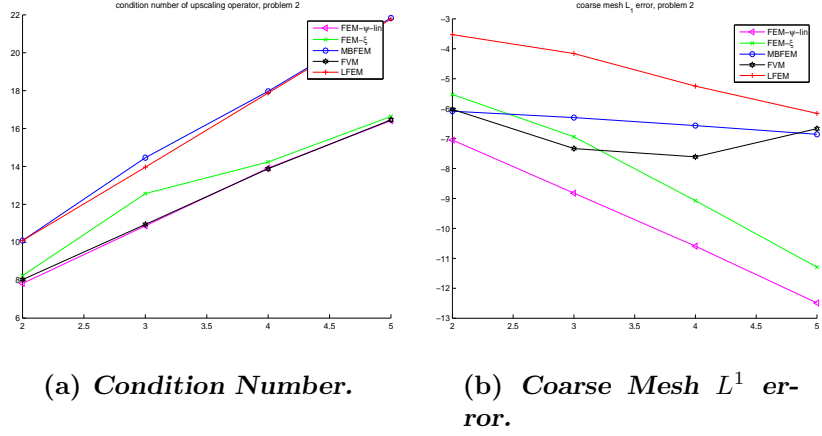 condition number of upscaling operator, problem 2
22
20
18
16
14
12
10
8
6
2
2.5
3
3.5
4
4.5
5
FEM-ψ-lin
FEM-ξ
MBFEM
FVM
LFEM
coarse mesh L1 error, problem 2
-3
-4
-5
-6
-7
-8
-9
-10
-11
-12
-13
2
2.5
3
3.5
4
4.5
5
FEM-ψ-lin
FEM-ξ
MBFEM
FVM
LFEM
(a) Condition Number.
(b) Coarse Mesh L¹ er-
ror.